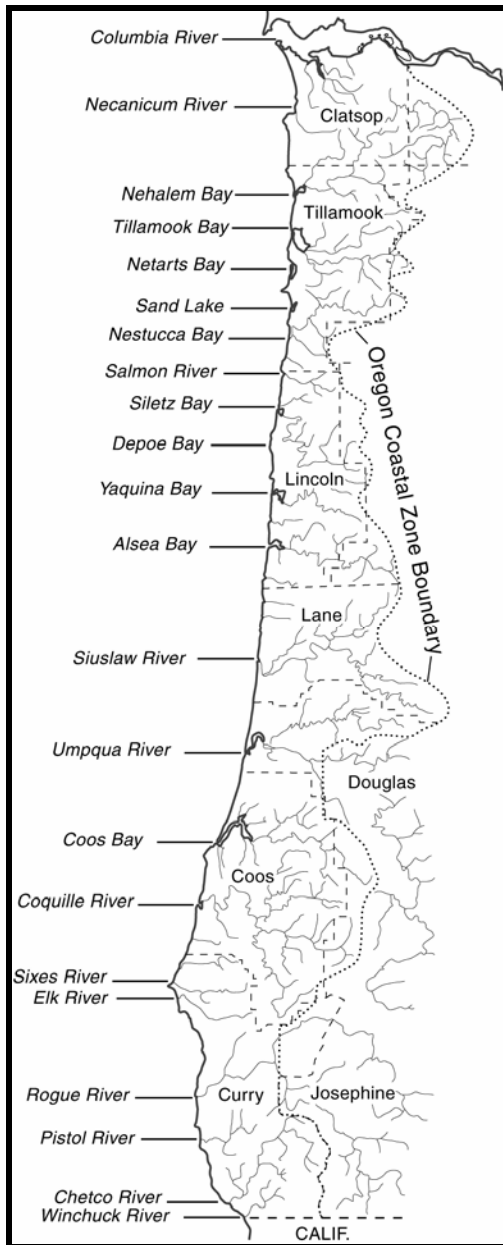 Columbia River
Necanicum River
Clatsop
Nehalem Bay
Tillamook
Tillamook Bay
Netarts Bay
Sand Lake
Nestucca Bay
Salmon River
Siletz Bay
Depoe Bay
Oregon Coastal Zone Boundary
Lincoln
Yaquina Bay
Alsea Bay
Lane
Siuslaw River
Umpqua River
Douglas
Coos Bay
Coos
Coquille River
Sixes River
Elk River
Rogue River
Curry
Josephine
Pistol River
Chetco River
Winchuck River
CALIF.